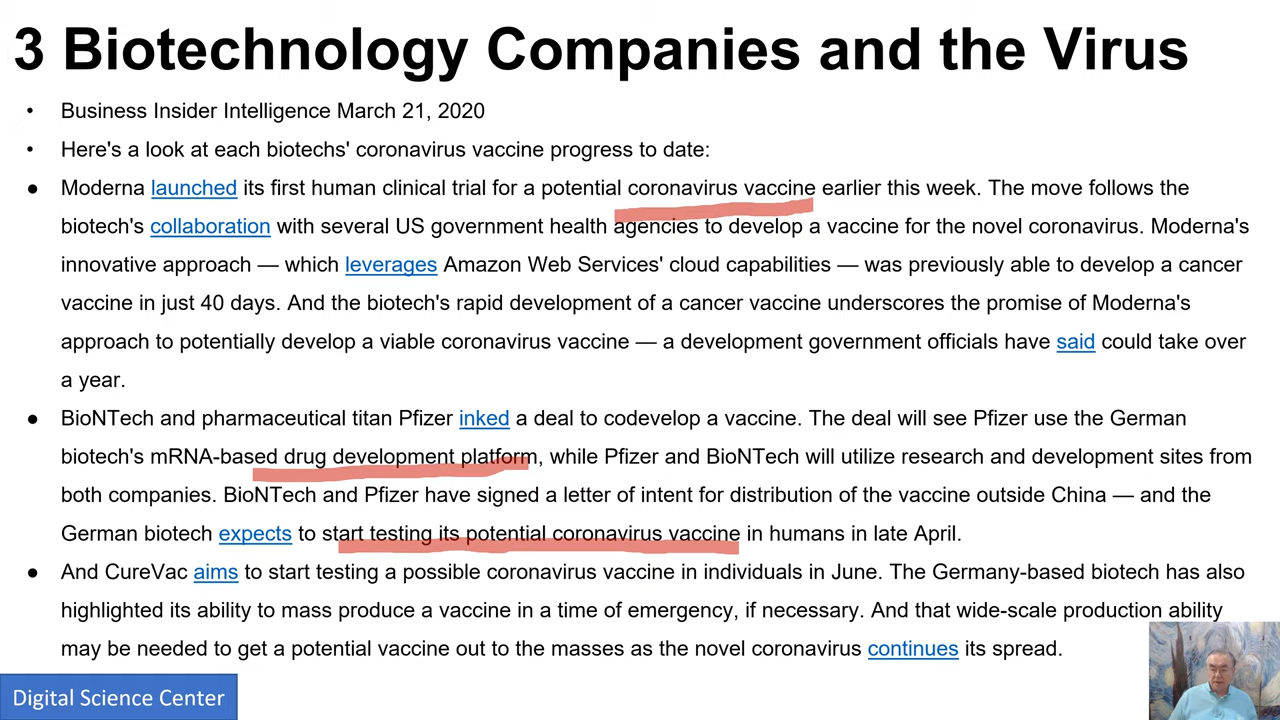 3 Biotechnology Companies and the Virus
• Business Insider Intelligence March 21, 2020
• Here's a look at each biotechs' coronavirus vaccine progress to date:
● Moderna launched its first human clinical trial for a potential coronavirus vaccine earlier this week. The move follows the
biotech's collaboration with several US government health agencies to develop a vaccine for the novel coronavirus. Moderna's
innovative approach — which leverages Amazon Web Services' cloud capabilities — was previously able to develop a cancer
vaccine in just 40 days. And the biotech's rapid development of a cancer vaccine underscores the promise of Moderna's
approach to potentially develop a viable coronavirus vaccine — a development government officials have said could take over
a year.
● BioNTech and pharmaceutical titan Pfizer inked a deal to codevelop a vaccine. The deal will see Pfizer use the German
biotech's mRNA-based drug development platform, while Pfizer and BioNTech will utilize research and development sites from
both companies. BioNTech and Pfizer have signed a letter of intent for distribution of the vaccine outside China — and the
German biotech expects to start testing its potential coronavirus vaccine in humans in late April.
● And CureVac aims to start testing a possible coronavirus vaccine in individuals in June. The Germany-based biotech has also
highlighted its ability to mass produce a vaccine in a time of emergency, if necessary. And that wide-scale production ability
may be needed to get a potential vaccine out to the masses as the novel coronavirus continues its spread.
Digital Science Center